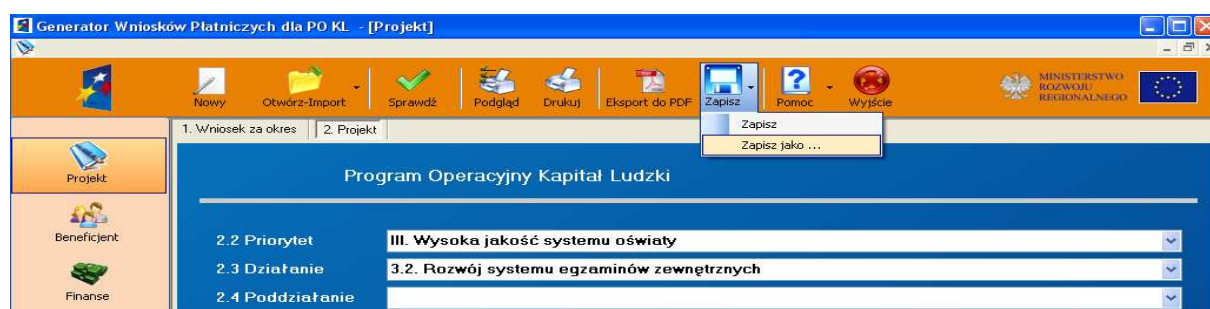 Generator Wniosków Płatniczych dla PO KL - [Projekt]
Nowy Otwórz-Import Sprawdź Podgląd Drukuj Eksport do PDF Zapisz Pomoc Wyjście
MINISTERSTWO
ROZWOJU
REGIONALNEGO
Zapisz
Zapisz jako ...
1. Wniosek za okres 2. Projekt
Projekt
Program Operacyjny Kapitał Ludzki
Beneficjent
2.2 Priorytet III. Wysoka jakość systemu oświaty
2.3 Działanie 3.2. Rozwój systemu egzaminów zewnętrznych
Finanse
2.4 Poddziałanie